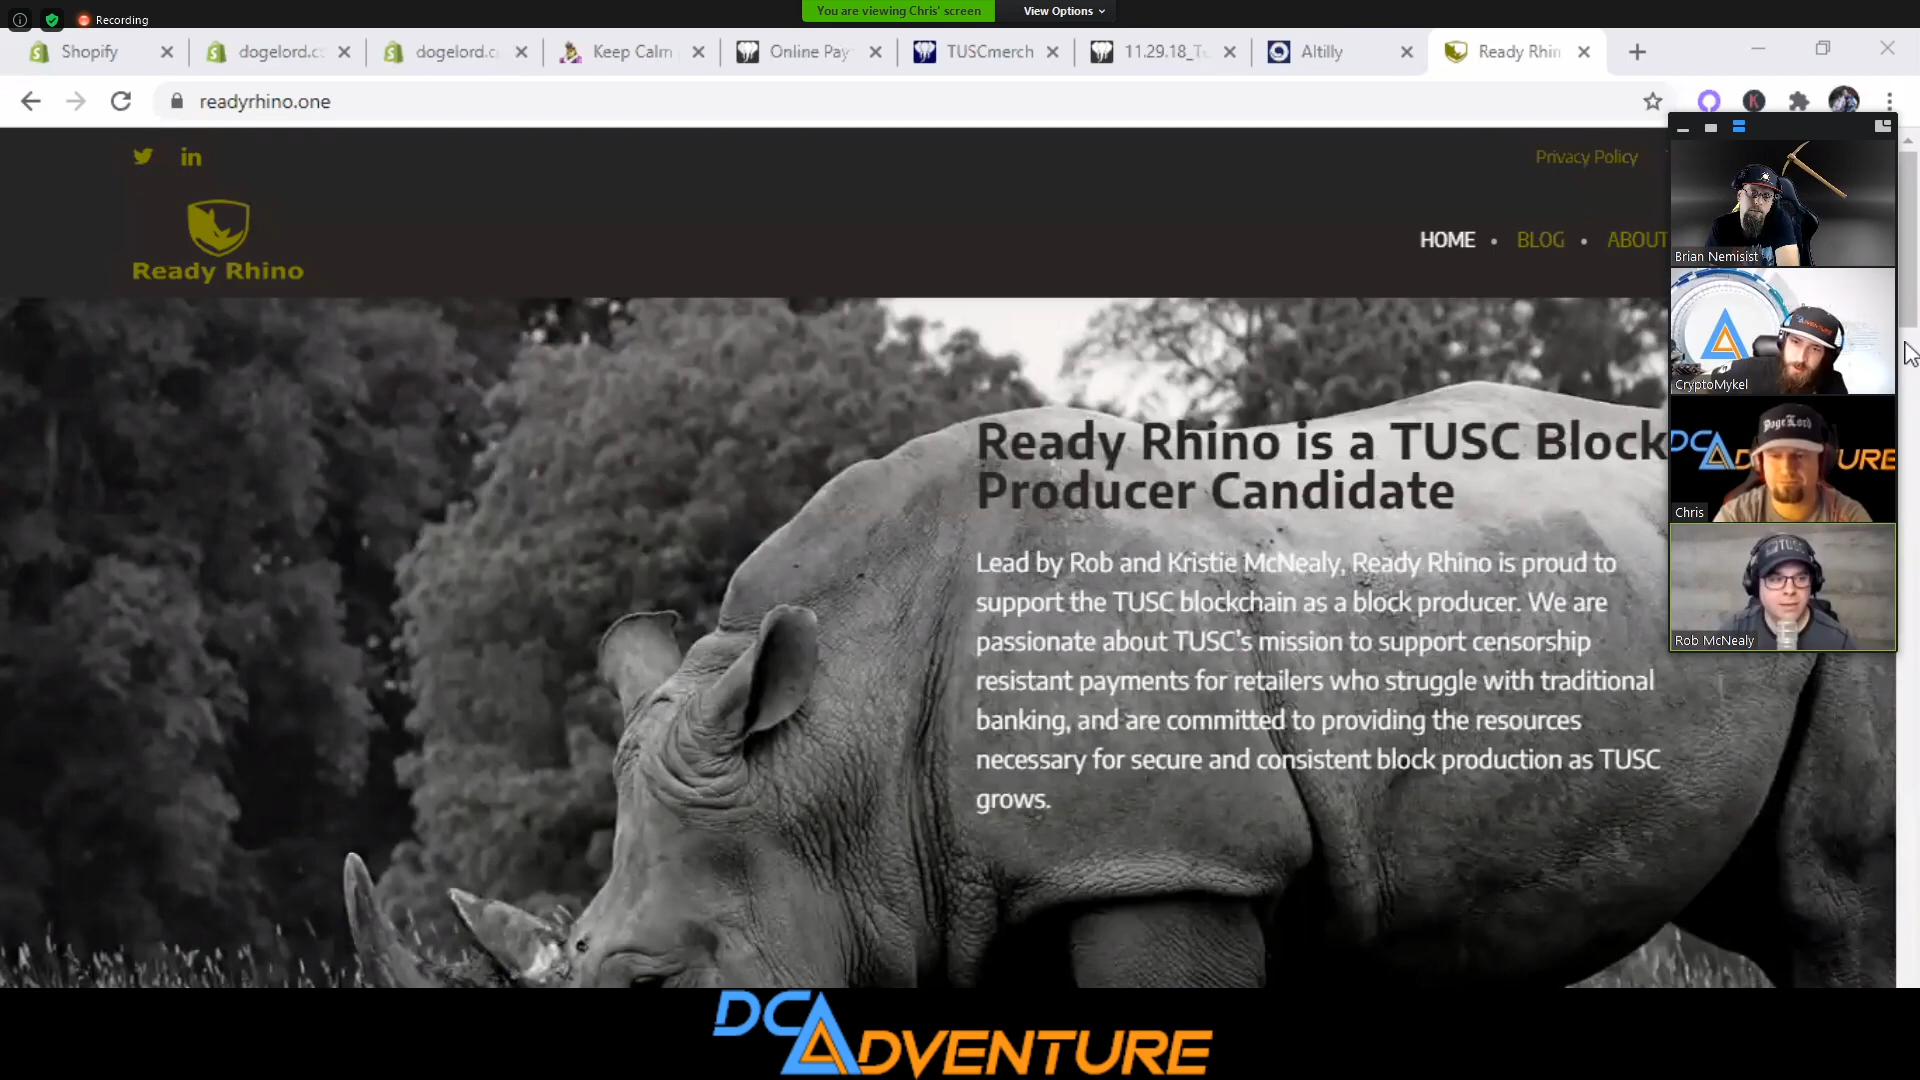 Recording
You are viewing Chris' screen
View Options
Shopify
dogelord.c
dogelord.c
Keep Calm
Online Pay
TUSCmerch
11.29.18_Tu
Altilly
Ready Rhin
readyrhino.one
Privacy Policy
Ready Rhino
HOME • BLOG • ABOUT
Ready Rhino is a TUSC Block
Producer Candidate
Lead by Rob and Kristie McNealy, Ready Rhino is proud to
support the TUSC blockchain as a block producer. We are
passionate about TUSC's mission to support censorship
resistant payments for retailers who struggle with traditional
banking, and are committed to providing the resources
necessary for secure and consistent block production as TUSC
grows.
Brian Nemisist
ADVENTURE
CryptoMykel
DogeLord
DCADVENTURE
Chris
TUSC
Rob McNealy
DCADVENTURE